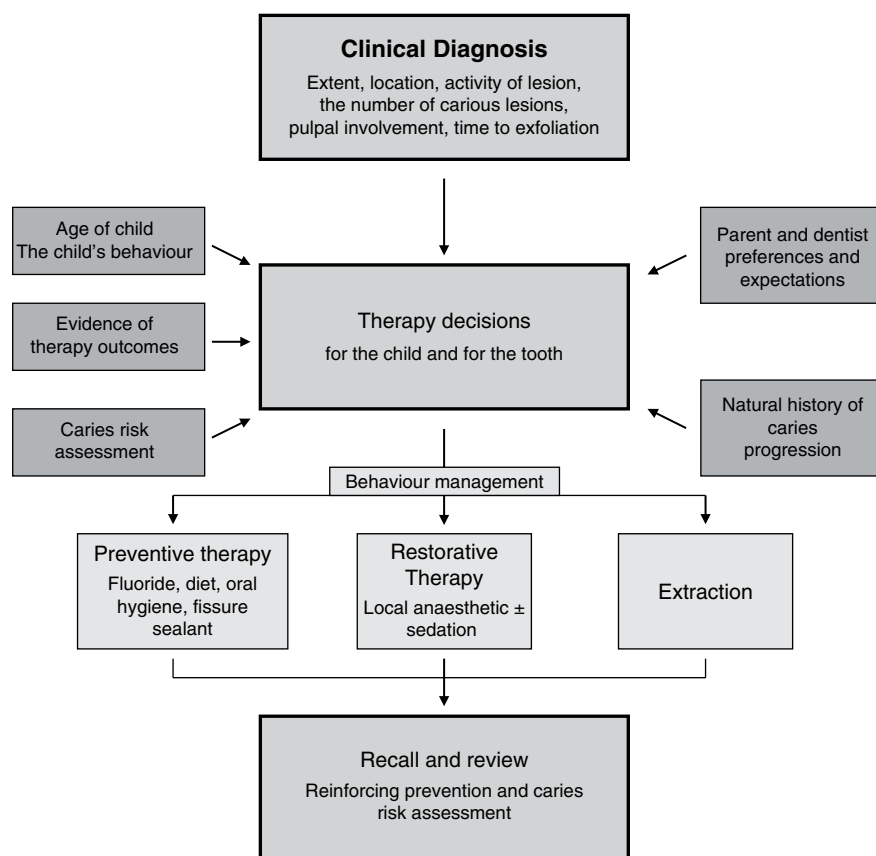 Clinical Diagnosis
Extent, location, activity of lesion,
the number of carious lesions,
pulpal involvement, time to exfoliation
Age of child
The child's behaviour
Parent and dentist
preferences and
expectations
Evidence of
therapy outcomes
Therapy decisions
for the child and for the tooth
Caries risk
assessment
Natural history of
caries
progression
Behaviour management
Preventive therapy
Fluoride, diet, oral
hygiene, fissure
sealant
Restorative
Therapy
Local anaesthetic ±
sedation
Extraction
Recall and review
Reinforcing prevention and caries
risk assessment